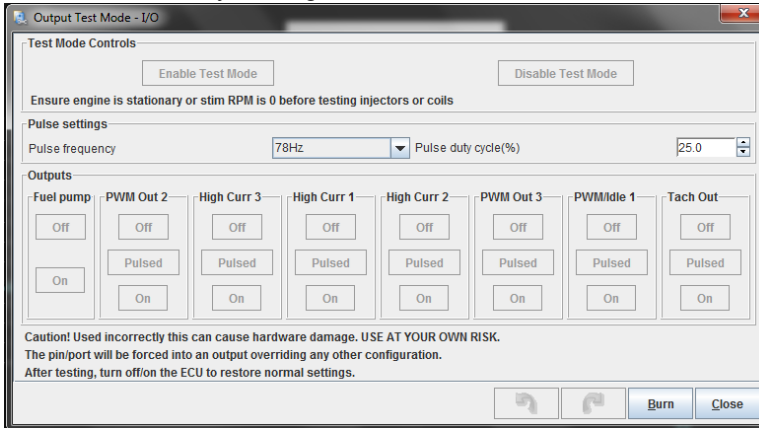 Output Test Mode - I/O
Test Mode Controls
Enable Test Mode Disable Test Mode
Ensure engine is stationary or stim RPM is 0 before testing injectors or coils
Pulse settings
Pulse frequency 78Hz Pulse duty cycle(%) 25.0
Outputs
Fuel pump PWM Out 2 High Curr 3 High Curr 1 High Curr 2 PWM Out 3 PWM/Idle 1 Tach Out
Off Off Off Off Off Off Off Off
Pulsed Pulsed Pulsed Pulsed Pulsed Pulsed Pulsed
On On On On On On On On
Caution! Used incorrectly this can cause hardware damage. USE AT YOUR OWN RISK.
The pin/port will be forced into an output overriding any other configuration.
After testing, turn off/on the ECU to restore normal settings.
Burn Close